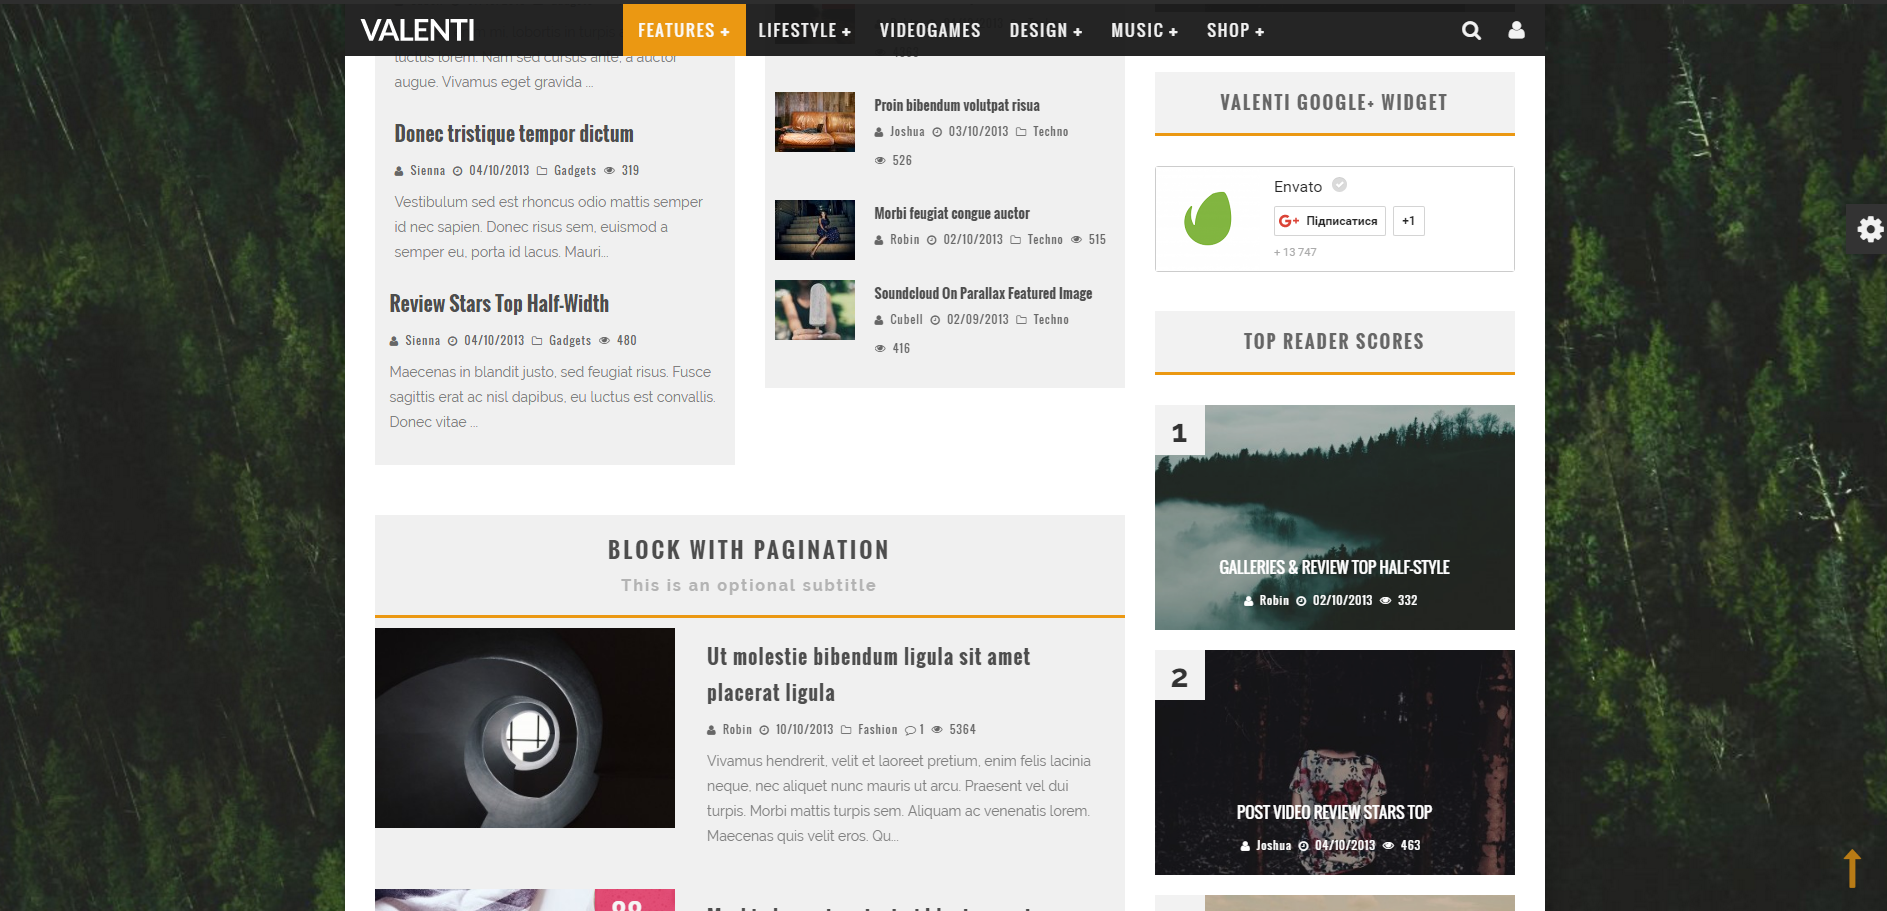 VALENTI
FEATURES +
LIFESTYLE +
VIDEOGAMES
DESIGN +
MUSIC +
SHOP +
luctus lorem. Nam sed cursus ante, a auctor
augue. Vivamus eget gravida ...
Donec tristique tempor dictum
Sienna 04/10/2013 Gadgets 319
Vestibulum sed est rhoncus odio mattis semper
id nec sapien. Donec risus sem, euismod a
semper eu, porta id lacus. Mauri...
Review Stars Top Half-Width
Sienna 04/10/2013 Gadgets 480
Maecenas in blandit justo, sed feugiat risus. Fusce
sagittis erat ac nisl dapibus, eu luctus est convallis.
Donec vitae ...
Proin bibendum volutpat risua
Joshua 03/10/2013 Techno
526
Morbi feugiat congue auctor
Robin 02/10/2013 Techno 515
Soundcloud On Parallax Featured Image
Cubell 02/09/2013 Techno
416
BLOCK WITH PAGINATION
This is an optional subtitle
Ut molestie bibendum ligula sit amet
placerat ligula
Robin 10/10/2013 Fashion 1 5364
Vivamus hendrerit, velit et laoreet pretium, enim felis lacinia
neque, nec aliquet nunc mauris ut arcu. Praesent vel dui
turpis. Morbi mattis turpis sem. Aliquam ac venenatis lorem.
Maecenas quis velit eros. Qu...
VALENTI GOOGLE+ WIDGET
Envato
G+ Підписатися
+1
+ 13 747
TOP READER SCORES
1
GALLERIES & REVIEW TOP HALF-STYLE
Robin 02/10/2013 332
2
POST VIDEO REVIEW STARS TOP
Joshua 04/10/2013 463